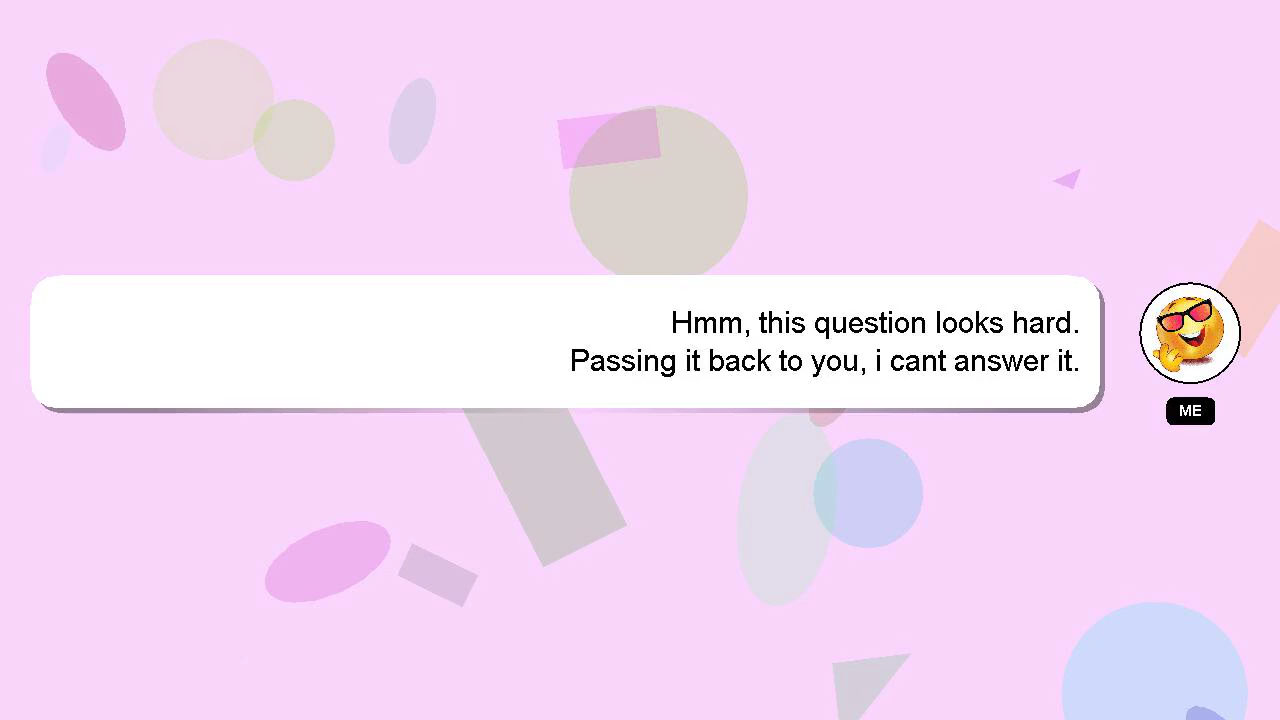 Hmm, this question looks hard.
Passing it back to you, i cant answer it.
ME